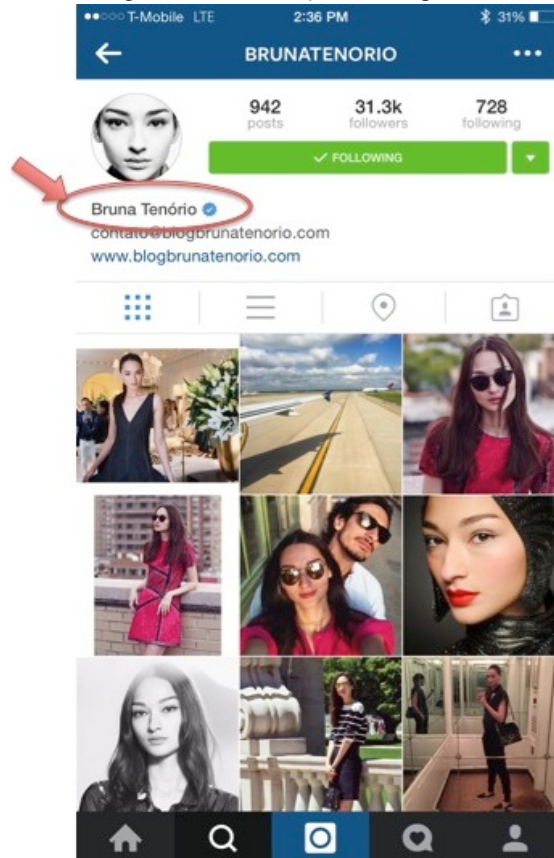 T-Mobile LTE 2:36 PM 31%
BRUNATENORIO
942 31.3k 728
posts followers following
✓ FOLLOWING
Bruna Tenório
contato@blogbrunatenorio.com
www.blogbrunatenorio.com